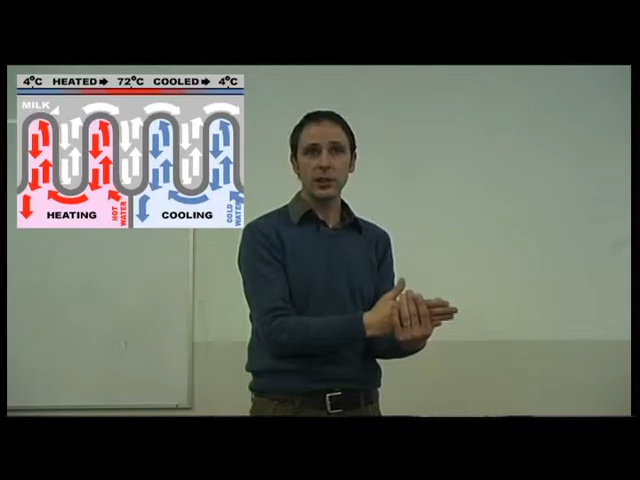 4°C HEATED → 72°C COOLED → 4°C
MILK
HEATING
HOT WATER
COOLING
COLD WATER